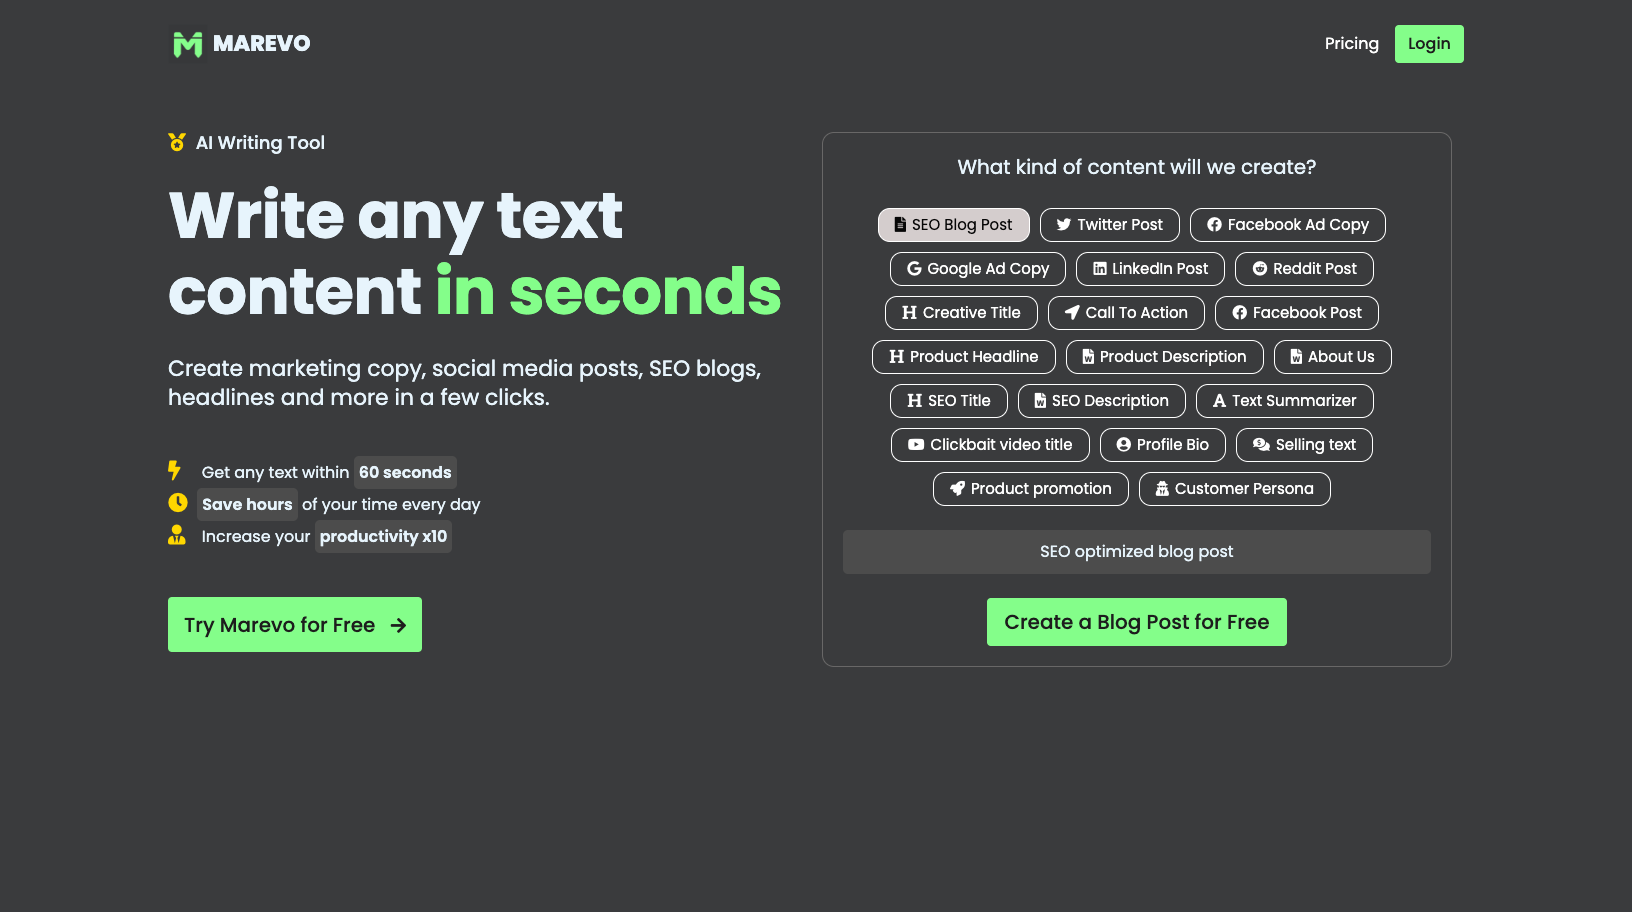 MAREVO
Pricing
Login
AI Writing Tool
Write any text
content in seconds
Create marketing copy, social media posts, SEO blogs,
headlines and more in a few clicks.
Get any text within 60 seconds
Save hours of your time every day
Increase your productivity x10
Try Marevo for Free
What kind of content will we create?
SEO Blog Post
Twitter Post
Facebook Ad Copy
Google Ad Copy
LinkedIn Post
Reddit Post
Creative Title
Call To Action
Facebook Post
Product Headline
Product Description
About Us
SEO Title
SEO Description
Text Summarizer
Clickbait video title
Profile Bio
Selling text
Product promotion
Customer Persona
SEO optimized blog post
Create a Blog Post for Free